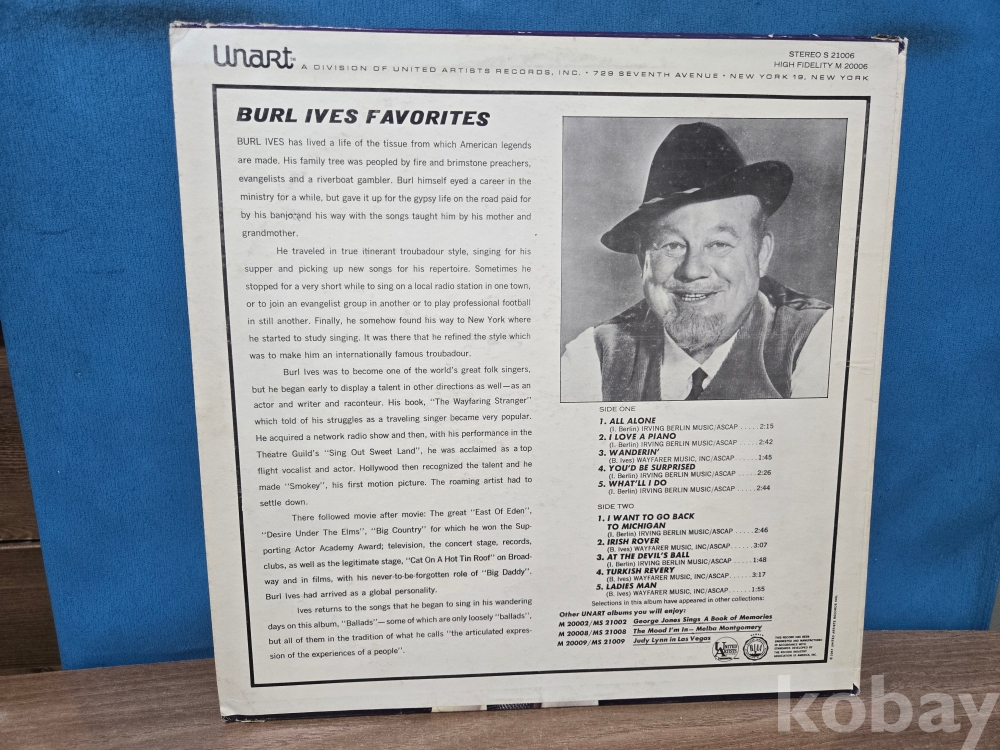 Unart™
A DIVISION OF UNITED ARTISTS RECORDS, INC. • 729 SEVENTH AVENUE • NEW YORK 19, NEW YORK
STEREO S 21006
HIGH FIDELITY M 20006
BURL IVES FAVORITES
BURL IVES has lived a life of the tissue from which American legends
are made. His family tree was peopled by fire and brimstone preachers,
evangelists and a riverboat gambler. Burl himself eyed a career in the
ministry for a while, but gave it up for the gypsy life on the road paid for
by his banjo and his way with the songs taught him by his mother and
grandmother.
He traveled in true itinerant troubadour style, singing for his
supper and picking up new songs for his repertoire. Sometimes he
stopped for a very short while to sing on a local radio station in one town,
or to join an evangelist group in another or to play professional football
in still another. Finally, he somehow found his way to New York where
he started to study singing. It was there that he refined the style which
was to make him an internationally famous troubadour.
Burl Ives was to become one of the world's great folk singers,
but he began early to display a talent in other directions as well—as an
actor and writer and raconteur. His book, "The Wayfaring Stranger"
which told of his struggles as a traveling singer became very popular.
He acquired a network radio show and then, with his performance in the
Theatre Guild's "Sing Out Sweet Land", he was acclaimed as a top
flight vocalist and actor. Hollywood then recognized the talent and he
made "Smokey", his first motion picture. The roaming artist had to
settle down.
There followed movie after movie: The great "East Of Eden",
"Desire Under The Elms", "Big Country" for which he won the Sup-
porting Actor Academy Award; television, the concert stage, records,
clubs, as well as the legitimate stage, "Cat On A Hot Tin Roof" on Broad-
way and in films, with his never-to-be-forgotten role of "Big Daddy".
Burl Ives had arrived as a global personality.
Ives returns to the songs that he began to sing in his wandering
days on this album, "Ballads"— some of which are only loosely "ballads",
but all of them in the tradition of what he calls "the articulated expres-
sion of the experiences of a people".
SIDE ONE
1. ALL ALONE
(I. Berlin) IRVING BERLIN MUSIC/ASCAP .....2:15
2. I LOVE A PIANO
(I. Berlin) IRVING BERLIN MUSIC/ASCAP .....2:42
3. WANDERIN'
(B. Ives) WAYFARER MUSIC, INC/ASCAP ......1:45
4. YOU'D BE SURPRISED
(I. Berlin) IRVING BERLIN MUSIC/ASCAP .....2:26
5. WHAT'LL I DO
(I. Berlin) IRVING BERLIN MUSIC/ASCAP .....2:44
SIDE TWO
1. I WANT TO GO BACK
TO MICHIGAN
(I. Berlin) IRVING BERLIN MUSIC/ASCAP .....2:46
2. IRISH ROVER
(B. Ives) WAYFARER MUSIC, INC/ASCAP......3:07
3. AT THE DEVIL'S BALL
(I. Berlin) IRVING BERLIN MUSIC/ASCAP .....1:48
4. TURKISH REVERY
(B. Ives) WAYFARER MUSIC, INC/ASCAP......3:17
5. LADIES MAN
(B. Ives) WAYFARER MUSIC, INC/ASCAP......1:55
Selections in this album have appeared in other collections:
Other UNART albums you will enjoy:
M 20002/MS 21002 George Jones Sings A Book of Memories
M 20008/MS 21008 The Mood I'm In— Melba Montgomery
M 20009/MS 21009 Judy Lynn in Las Vegas
UNITED
ARTISTS
RIAA
THIS RECORD HAS BEEN
ENGINEERED AND MANUFACTURED
IN ACCORDANCE WITH
STANDARDS DEVELOPED BY
THE RECORD INDUSTRY
ASSOCIATION OF AMERICA, INC.
kobay